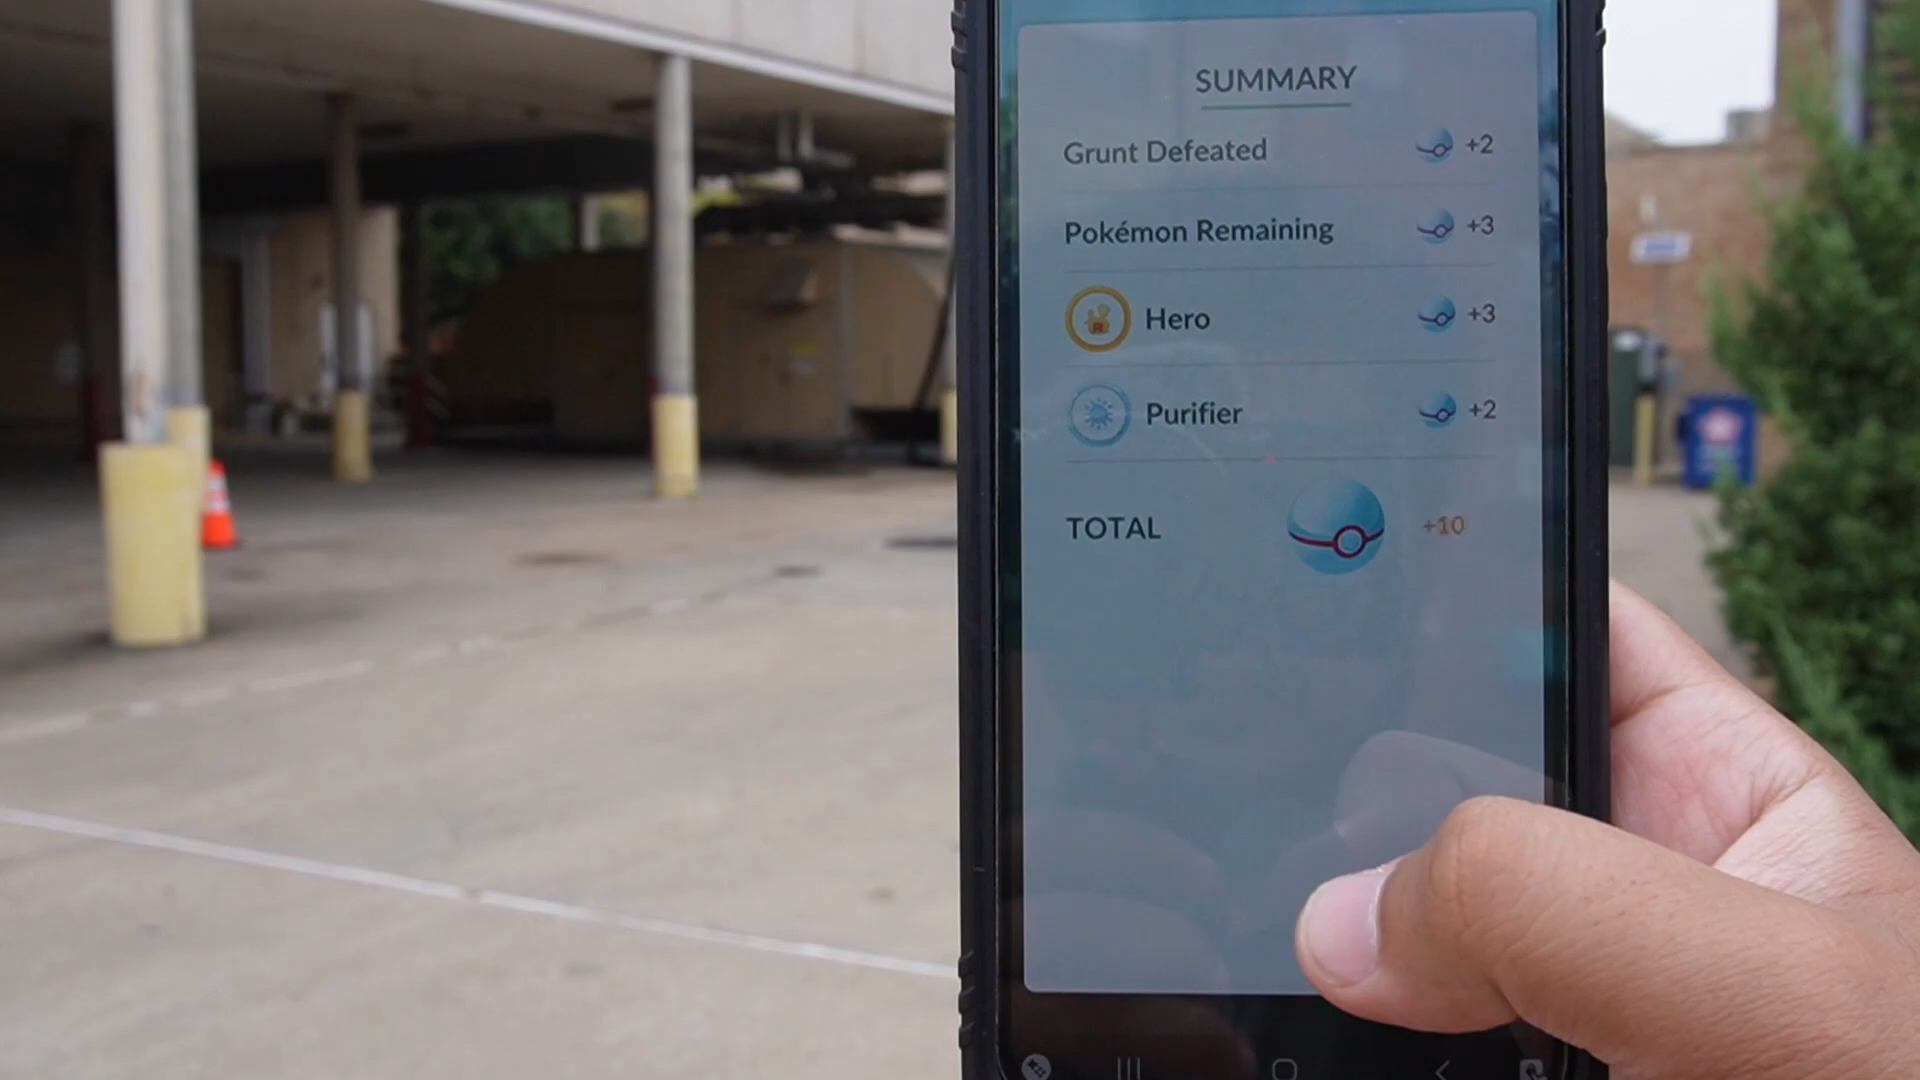 SUMMARY
Grunt Defeated +2
Pokémon Remaining +3
R Hero +3
Purifier +2
TOTAL +10